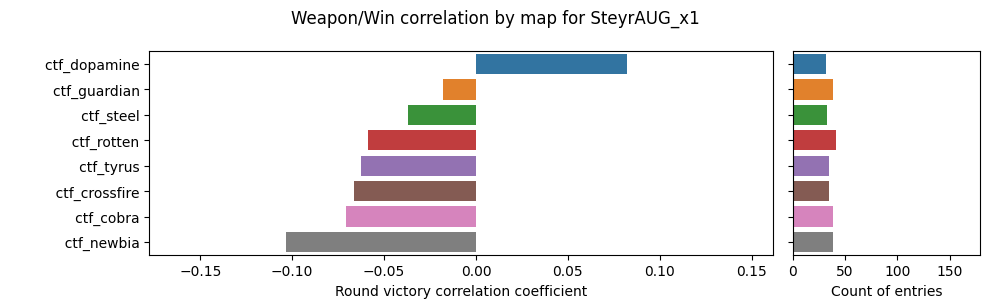 Weapon/Win correlation by map for SteyrAUG_x1
ctf_dopamine
ctf_guardian
ctf_steel
ctf_rotten
ctf_tyrus
ctf_crossfire
ctf_cobra
ctf_newbia
−0.15 −0.10 −0.05 0.00 0.05 0.10 0.15
Round victory correlation coefficient
0 50 100 150
Count of entries